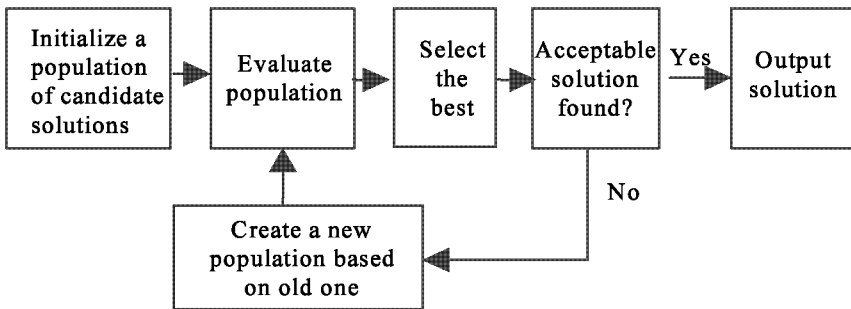 Initialize a
population
of candidate
solutions
Evaluate
population
Select
the
best
Acceptable
solution
found?
Yes
Output
solution
No
Create a new
population based
on old one